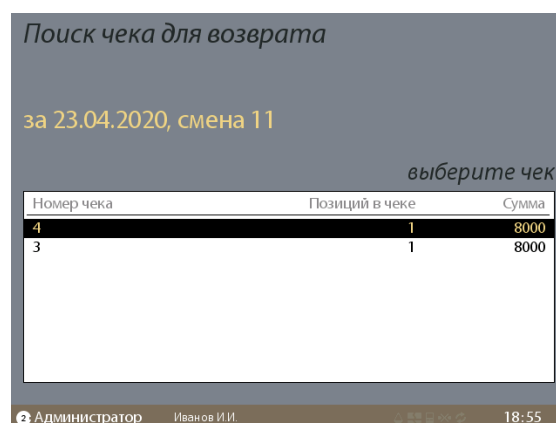 Поиск чека для возврата
за 23.04.2020, смена 11
выберите чек
Номер чека Позиций в чеке Сумма
4 1 8000
3 1 8000
2 Администратор Иванов И.И. 18:55